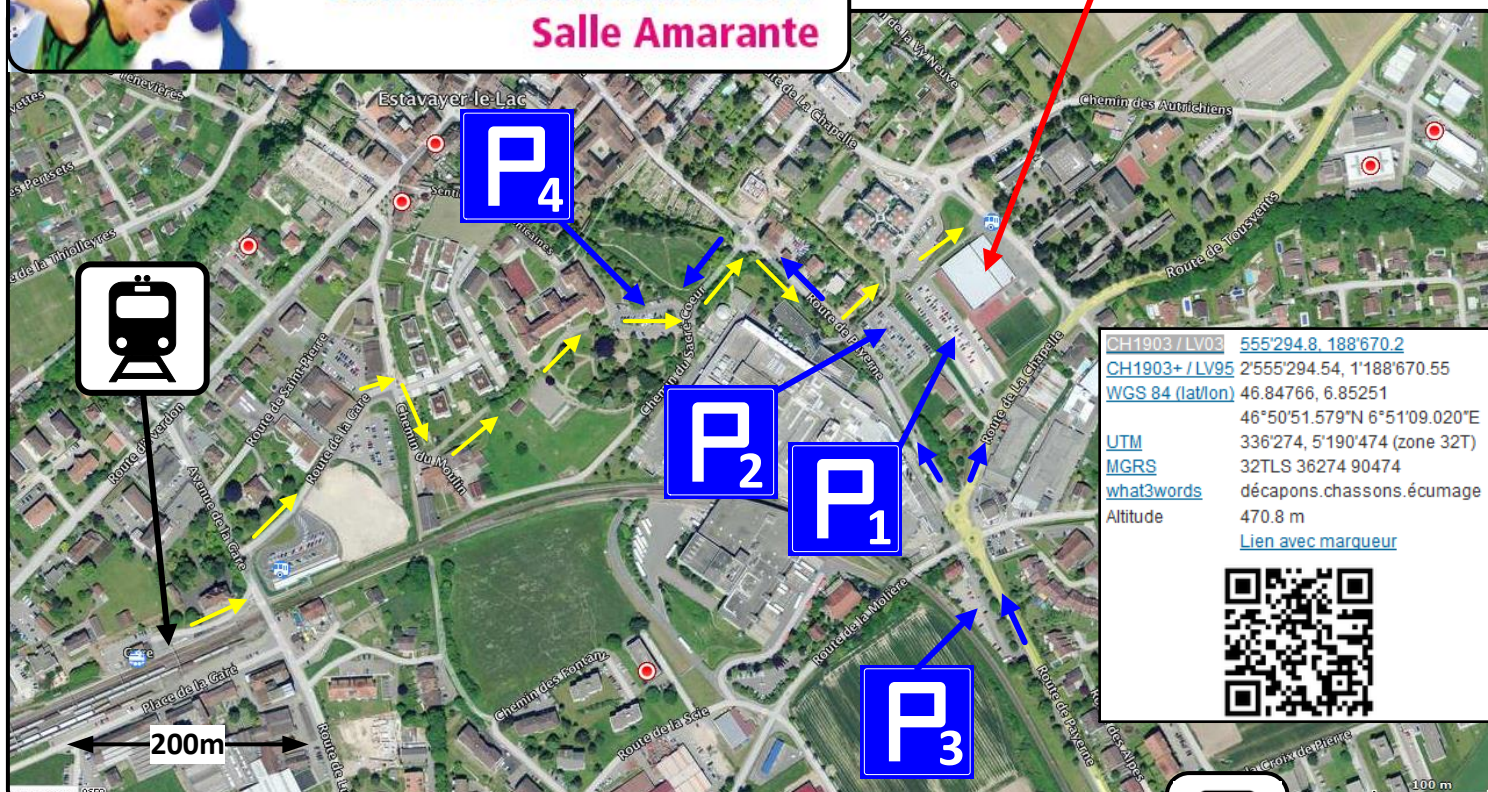 Salle Amarante
Estavayer-le-Lac
Route de La Chapelle
Chemin des Autrichiens
P4
Route de Tousvents
Route de Saint-Pierre
Route de la Gare
Chemin du Moulin
Chemin du Sacré Coeur
Route de Payerne
Route de La Chapelle
P2
P1
Avenue de la Gare
CH1903 / LV03 555'294.8, 188'670.2
CH1903+ / LV95 2'555'294.54, 1'188'670.55
WGS 84 (lat/lon) 46.84766, 6.85251
46°50'51.579"N 6°51'09.020"E
UTM 336'274, 5'190'474 (zone 32T)
MGRS 32TLS 36274 90474
what3words décapons.chassons.écumage
Altitude 470.8 m
Lien avec marqueur
Route de la Molière
Gare
Place de la Gare
Chemin des Fontany
Route de la Scie
P3
Route de Payerne
200m
100 m